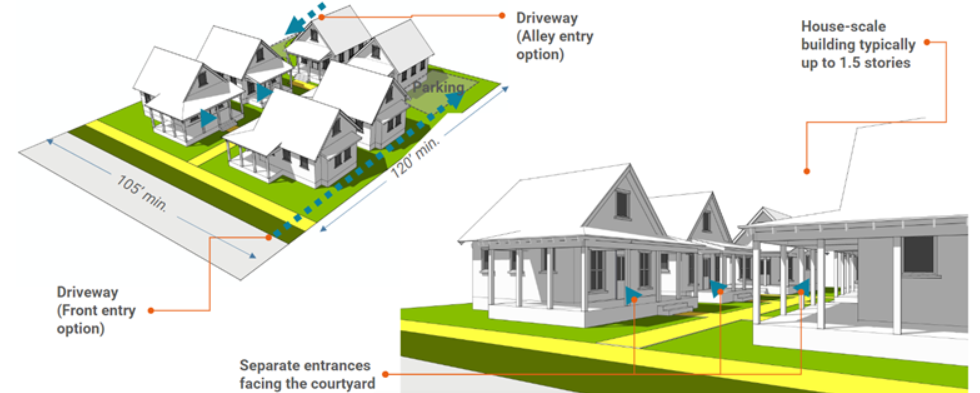 Driveway
(Alley entry
option)
House-scale
building typically
up to 1.5 stories
Parking
120' min.
105' min.
Driveway
(Front entry
option)
Separate entrances
facing the courtyard